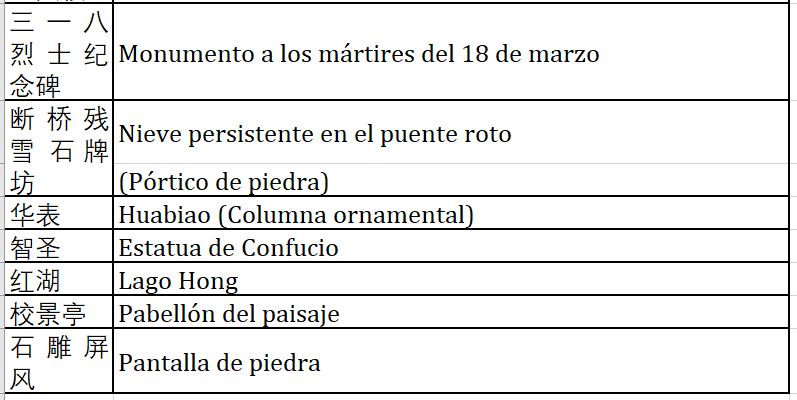 三一八
烈士纪
念碑
Monumento a los mártires del 18 de marzo
断桥残
雪石牌
坊
Nieve persistente en el puente roto
(Pórtico de piedra)
华表
Huabiao (Columna ornamental)
智圣
Estatua de Confucio
红湖
Lago Hong
校景亭
Pabellón del paisaje
石雕屏
风
Pantalla de piedra